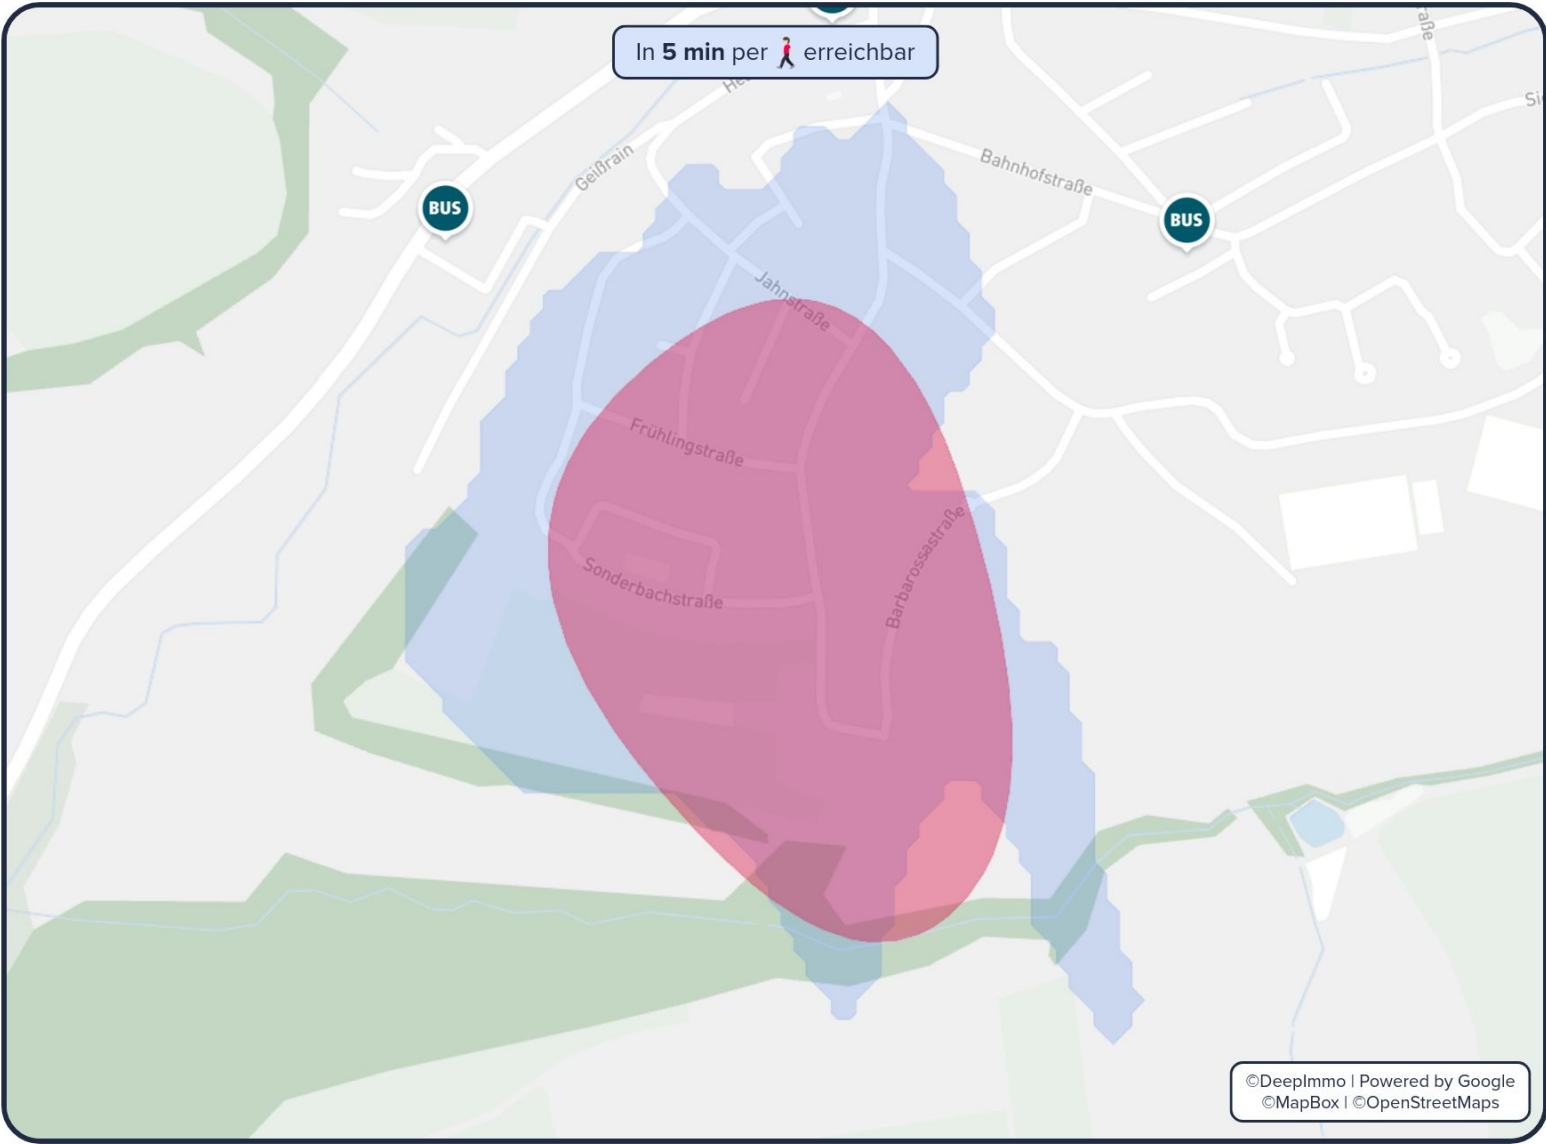 In 5 min per erreichbar
Geißrain
Bahnhofstraße
BUS
BUS
Jahnstraße
Frühlingstraße
Barbarossastraße
Sonderbachstraße
©DeepImmo | Powered by Google
©MapBox | ©OpenStreetMaps